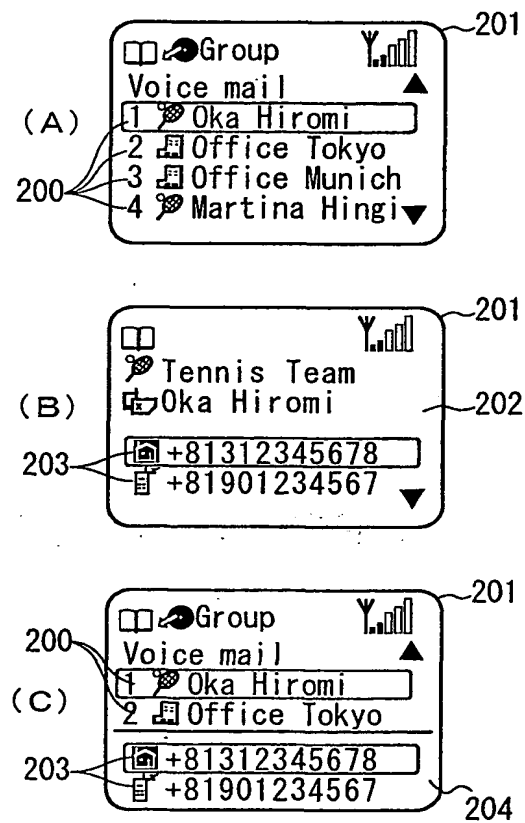 201
Group
Voice mail
(A)
1 Oka Hiromi
2 Office Tokyo
3 Office Munich
200
4 Martina Hingi
201
Tennis Team
(B)
Oka Hiromi
202
203
+81312345678
+81901234567
201
Group
200
Voice mail
1 Oka Hiromi
(C)
2 Office Tokyo
203
+81312345678
+81901234567
204